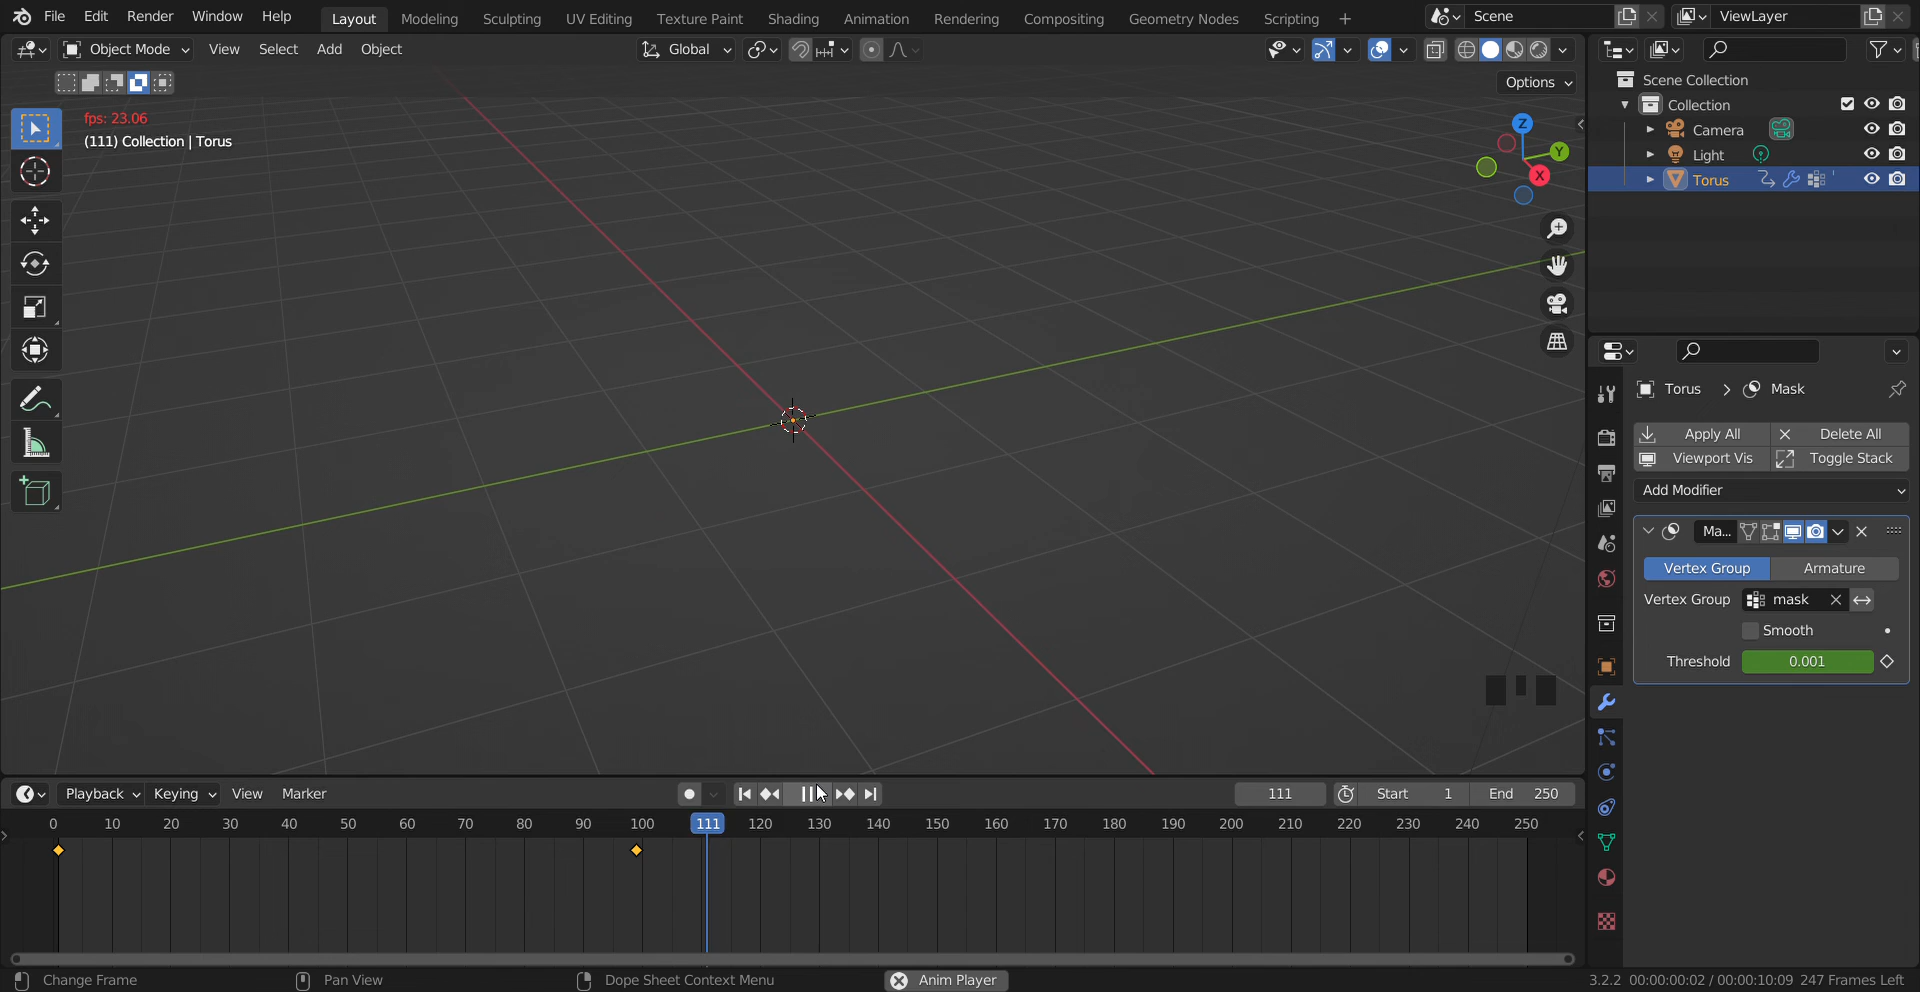 File Edit Render Window Help Layout Modeling Sculpting UV Editing Texture Paint Shading Animation Rendering Compositing Geometry Nodes Scripting + Scene ViewLayer
Object Mode View Select Add Object Global
Options
fps: 23.06
(111) Collection | Torus
Z
Y
X
Scene Collection
Collection
Camera
Light
Torus
Torus > Mask
Apply All Delete All
Viewport Vis Toggle Stack
Add Modifier
Ma...
Vertex Group Armature
Vertex Group mask
Smooth
Threshold 0.001
Playback Keying View Marker 111 Start 1 End 250
0 10 20 30 40 50 60 70 80 90 100 111 120 130 140 150 160 170 180 190 200 210 220 230 240 250
Change Frame Pan View Dope Sheet Context Menu Anim Player 3.2.2 00:00:00:02 / 00:00:10:09 247 Frames Left